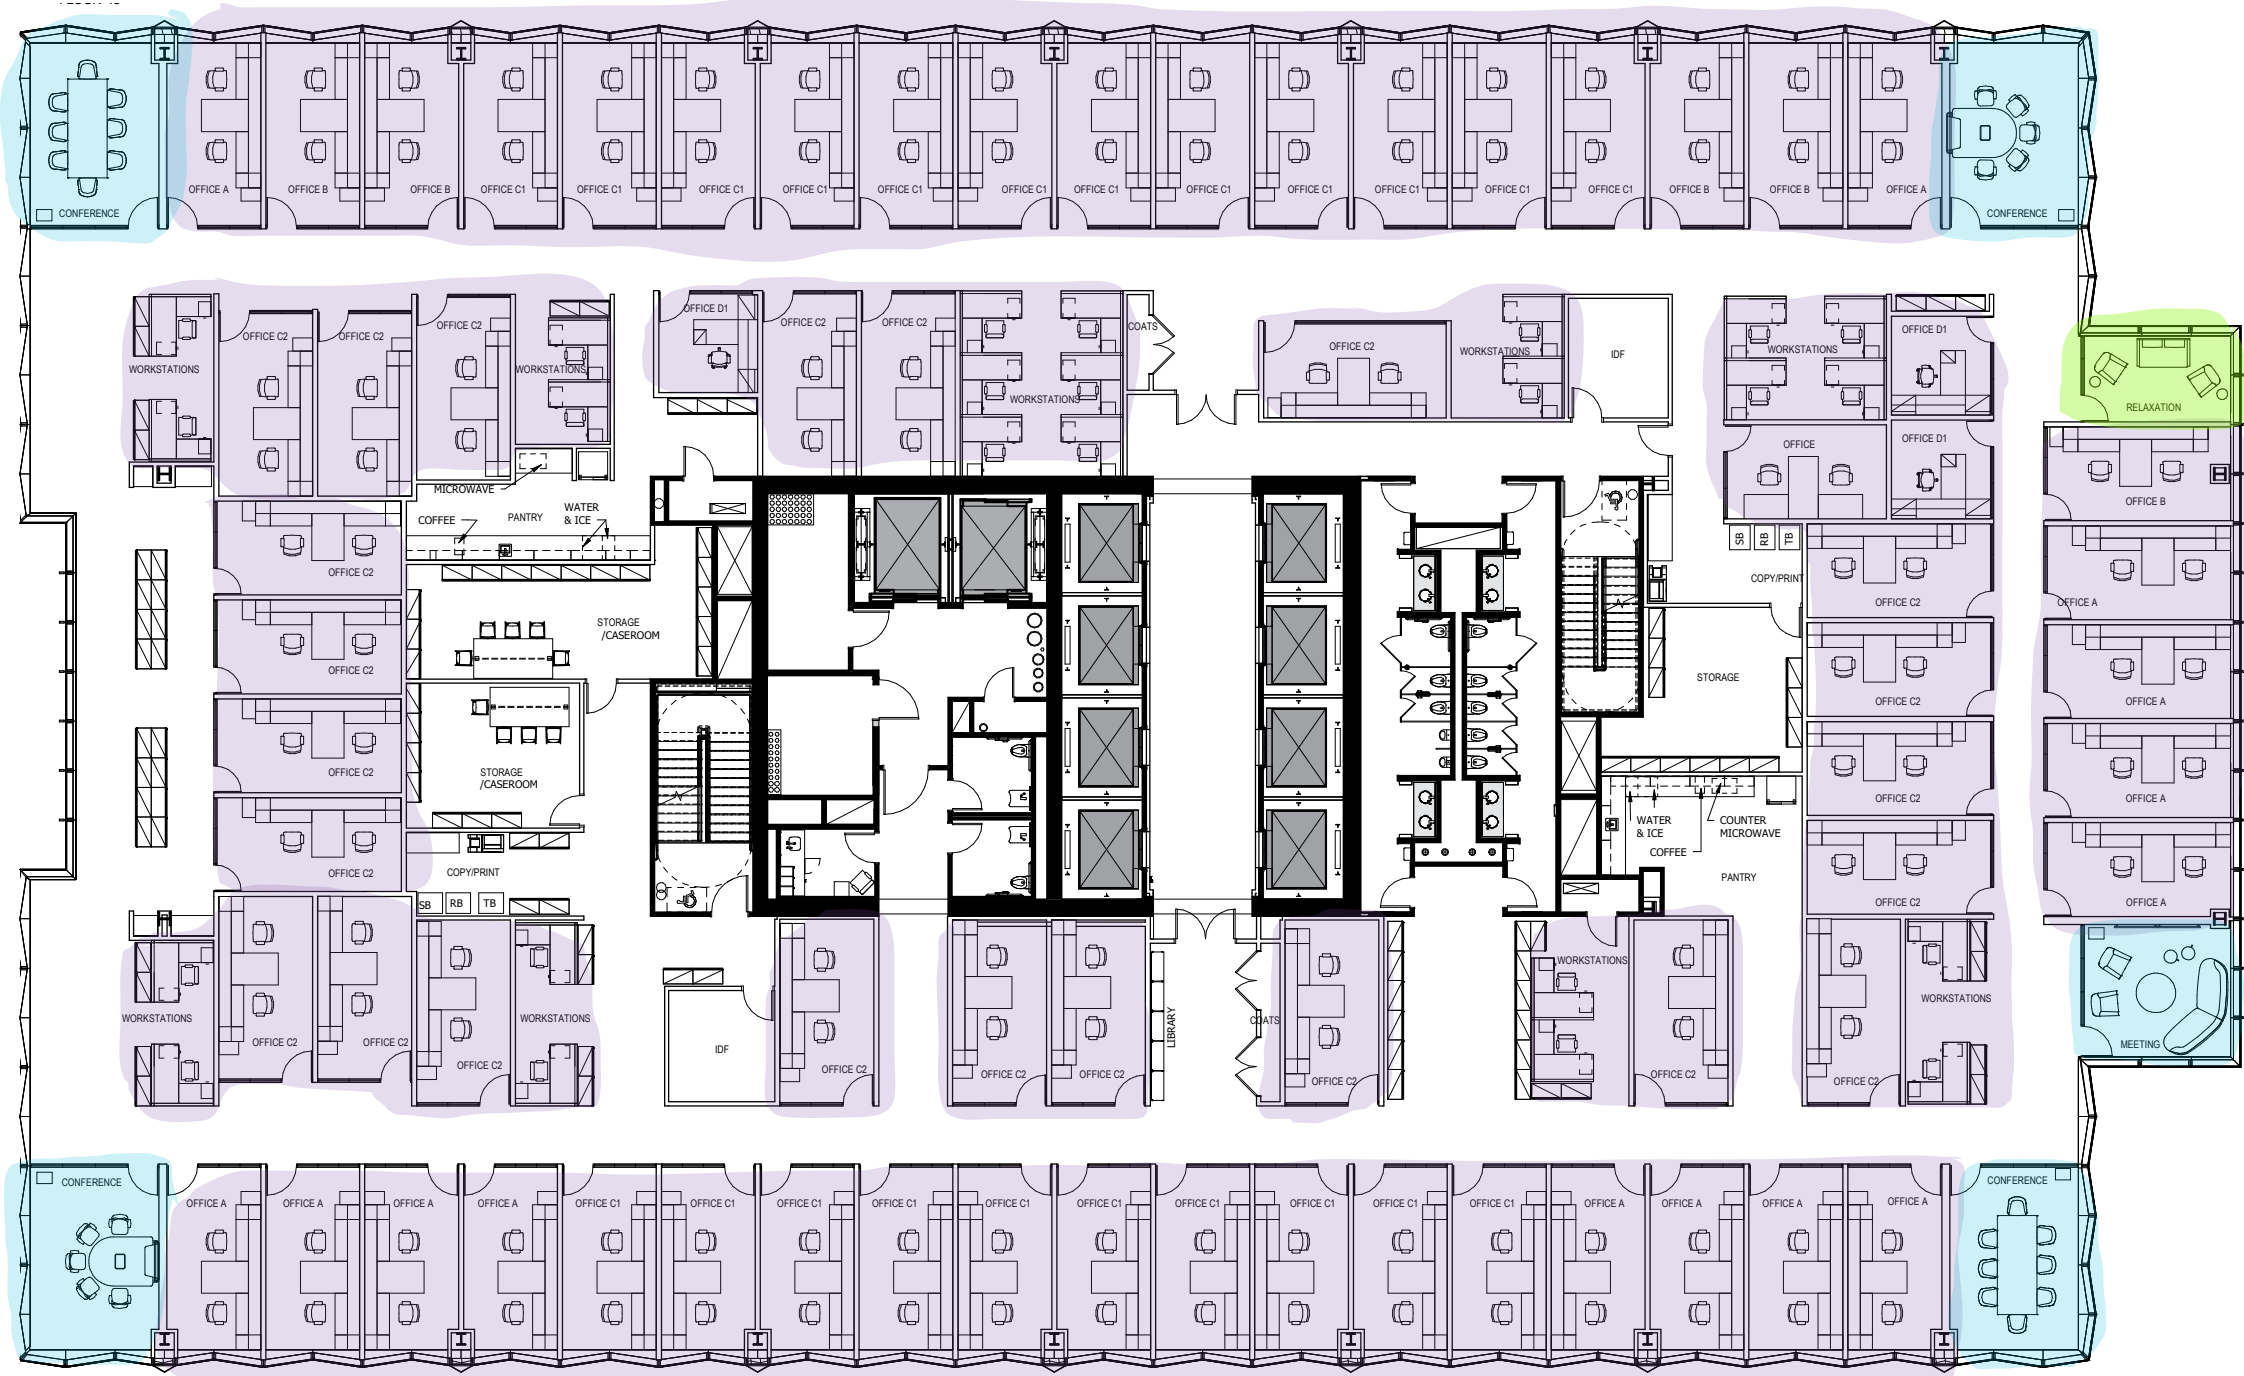 OFFICE A
OFFICE B
OFFICE B
OFFICE C1
OFFICE C1
OFFICE C1
OFFICE C1
OFFICE C1
OFFICE C1
OFFICE C1
OFFICE C1
OFFICE C1
OFFICE C1
OFFICE C1
OFFICE C1
OFFICE B
OFFICE B
OFFICE A
CONFERENCE
CONFERENCE
OFFICE D1
OFFICE C2
OFFICE C2
OFFICE C2
OFFICE C2
OFFICE C2
COATS
OFFICE C2
WORKSTATIONS
IDF
WORKSTATIONS
OFFICE D1
WORKSTATIONS
WORKSTATIONS
WORKSTATIONS
RELAXATION
OFFICE
OFFICE D1
MICROWAVE
OFFICE B
COFFEE
PANTRY
WATER
& ICE
SB
RB
TB
OFFICE C2
COPY/PRINT
OFFICE C2
OFFICE A
STORAGE
/CASEROOM
OFFICE C2
STORAGE
OFFICE C2
OFFICE A
OFFICE C2
STORAGE
/CASEROOM
OFFICE C2
OFFICE A
WATER
& ICE
COUNTER
MICROWAVE
COFFEE
OFFICE C2
COPY/PRINT
PANTRY
SB
RB
TB
OFFICE C2
OFFICE A
WORKSTATIONS
WORKSTATIONS
WORKSTATIONS
WORKSTATIONS
LIBRARY
COATS
OFFICE C2
OFFICE C2
OFFICE C2
IDF
OFFICE C2
OFFICE C2
OFFICE C2
OFFICE C2
OFFICE C2
OFFICE C2
MEETING
CONFERENCE
CONFERENCE
OFFICE A
OFFICE A
OFFICE A
OFFICE A
OFFICE C1
OFFICE C1
OFFICE C1
OFFICE C1
OFFICE C1
OFFICE C1
OFFICE C1
OFFICE C1
OFFICE C1
OFFICE C1
OFFICE A
OFFICE A
OFFICE A
OFFICE A